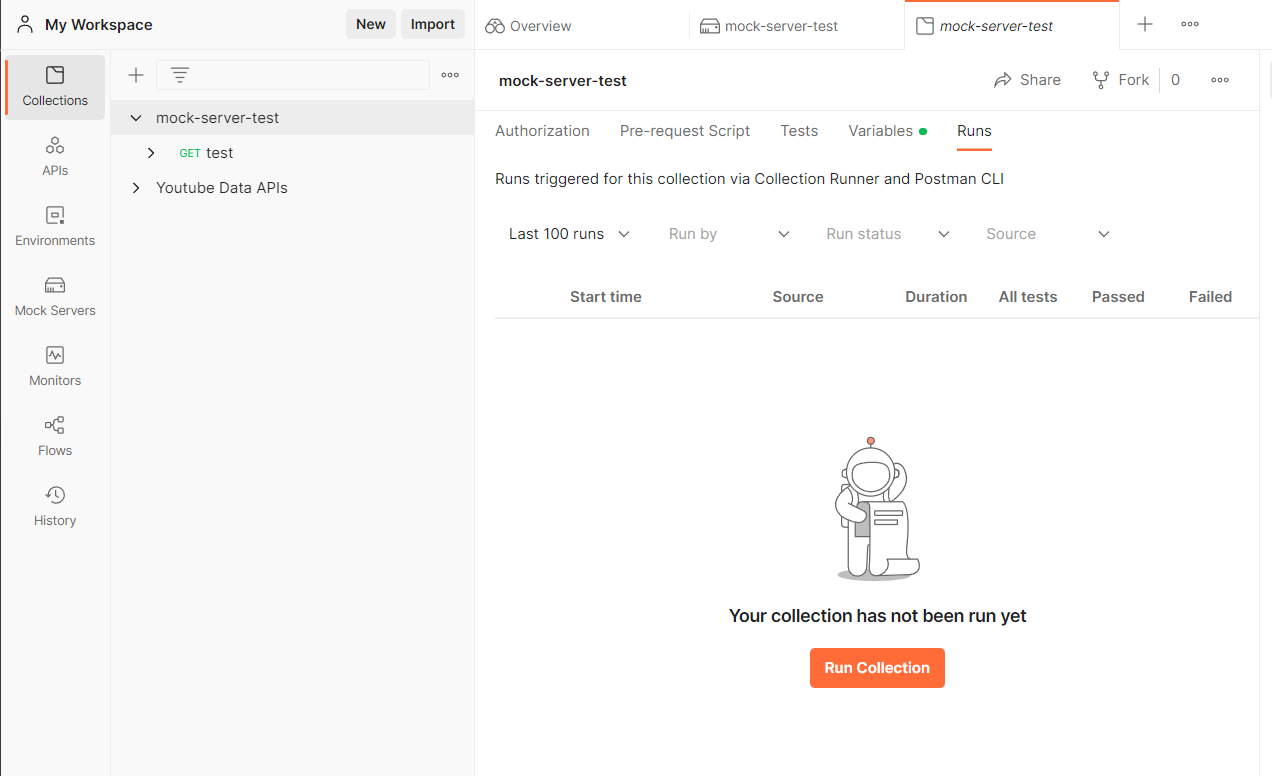 My Workspace
New
Import
Overview
mock-server-test
mock-server-test
Collections
APIs
Environments
Mock Servers
Monitors
Flows
History
mock-server-test
GET test
Youtube Data APIs
mock-server-test
Share
Fork
0
Authorization
Pre-request Script
Tests
Variables
Runs
Runs triggered for this collection via Collection Runner and Postman CLI
Last 100 runs
Run by
Run status
Source
Start time
Source
Duration
All tests
Passed
Failed
Your collection has not been run yet
Run Collection